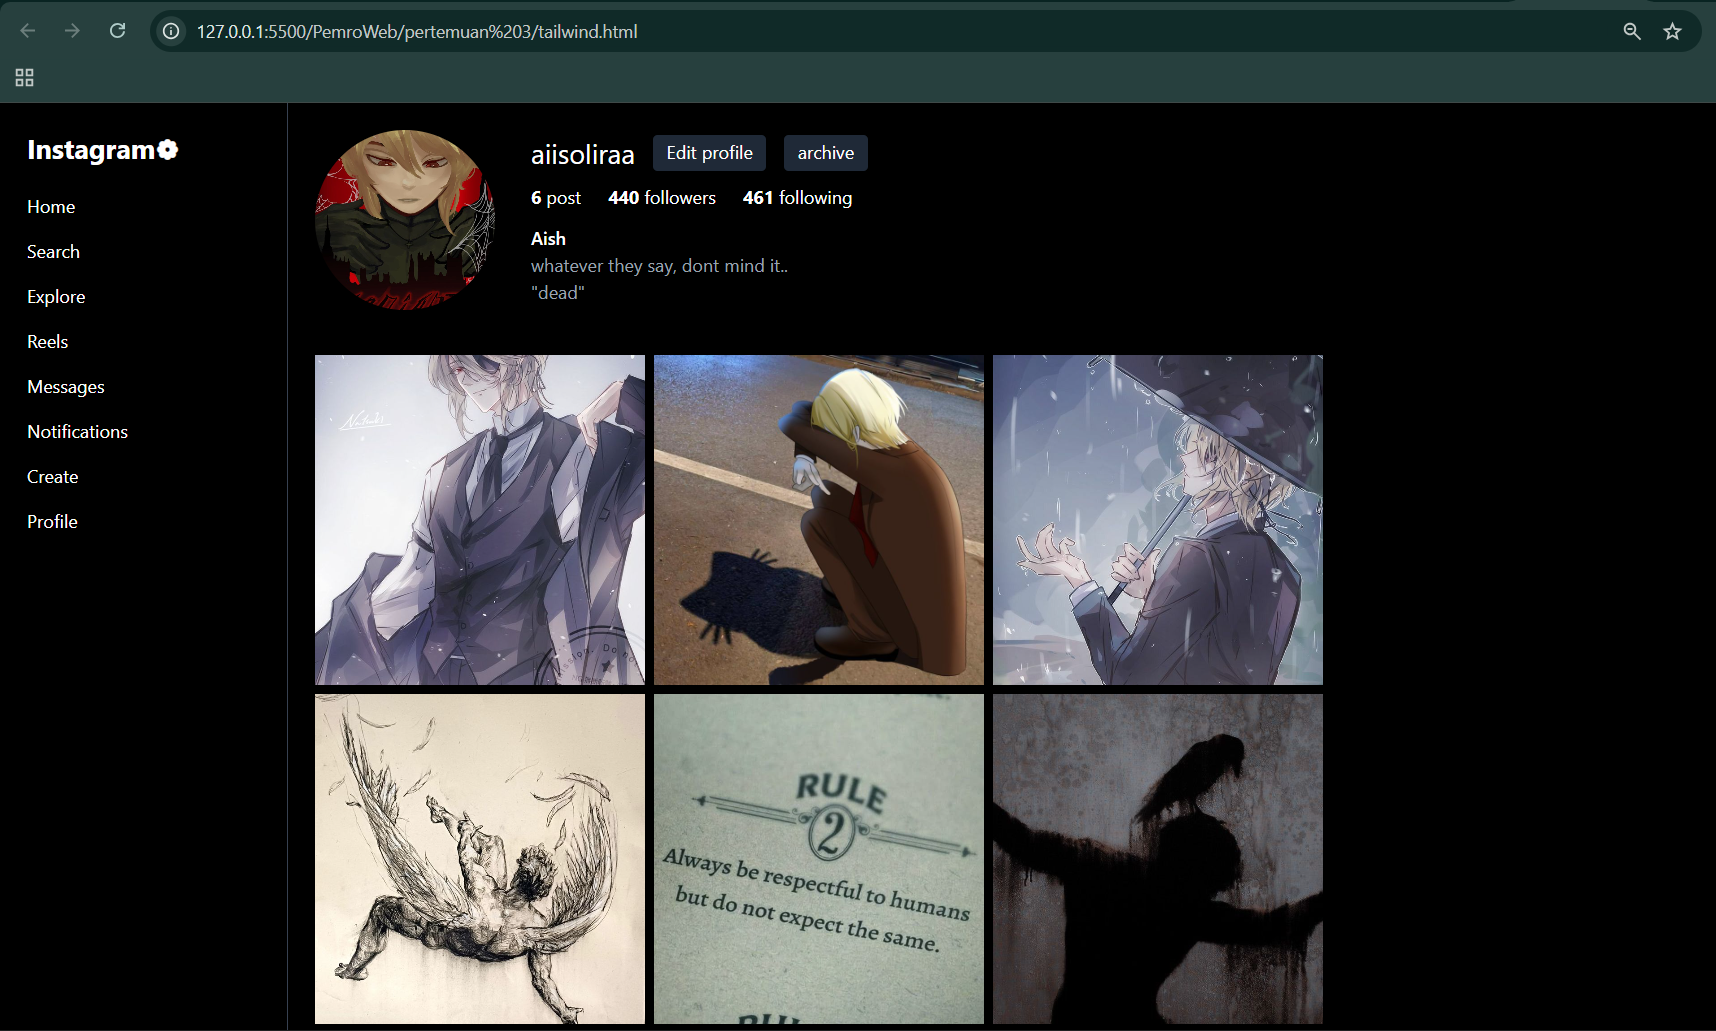 127.0.0.1:5500/PemroWeb/pertemuan%203/tailwind.html
Instagram
Home
Search
Explore
Reels
Messages
Notifications
Create
Profile
aiisoliraa Edit profile archive
6 post 440 followers 461 following
Aish
whatever they say, dont mind it..
"dead"
RULE
2
Always be respectful to humans
but do not expect the same.